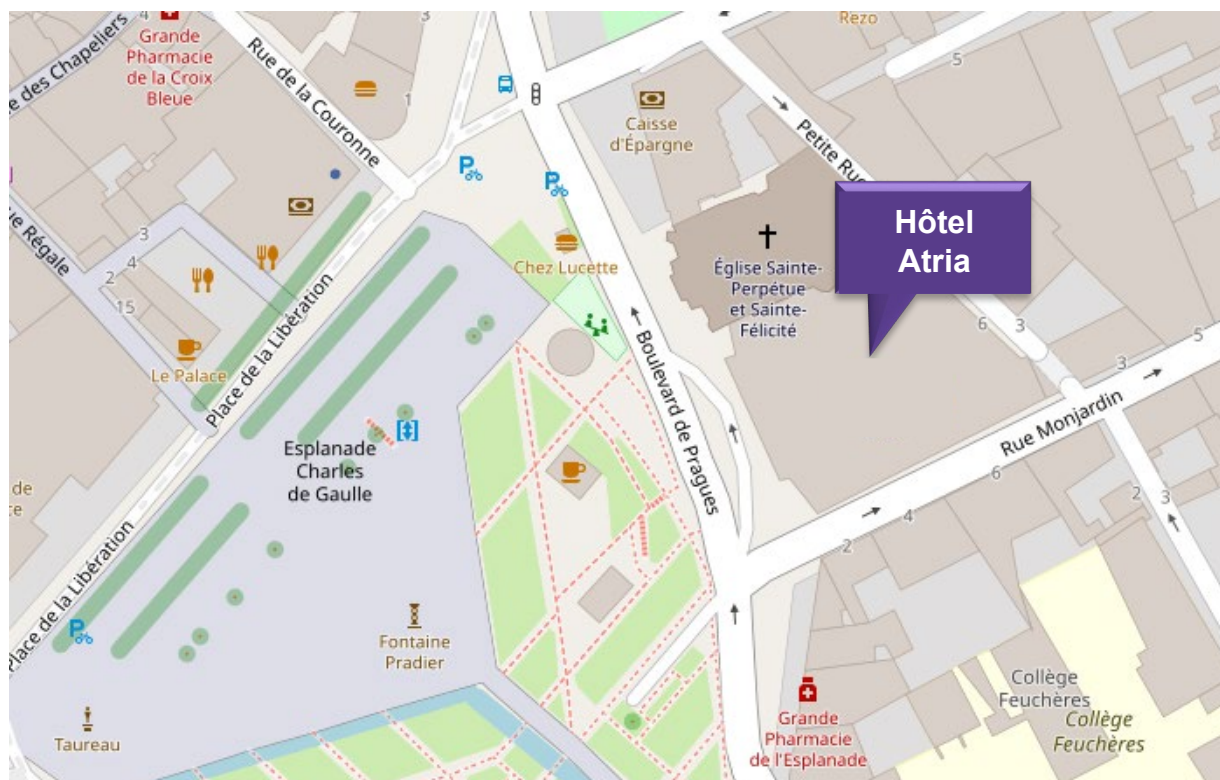 4
3
Grande
Pharmacie
de la Croix
Bleue
e des Chapeliers
Rue de la Couronne
1
Rezo
5
Caisse
d'Épargne
Petite Rue
Hôtel
Atria
P
P
ue Régale
3
4
2
15
Le Palace
Place de la Libération
Chez Lucette
Église Sainte-
Perpétue
et Sainte-
Félicité
6
3
3
5
Boulevard de Pragues
Rue Monjardin
Esplanade
Charles
de Gaulle
6
4
2
2
3
de
Place de la Libération
P
Fontaine
Pradier
Taureau
Grande
Pharmacie
de l'Esplanade
Collège
Feuchères
Collège
Feuchères